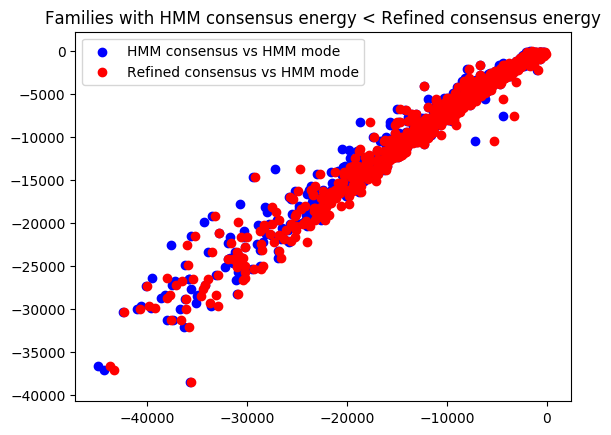 Families with HMM consensus energy < Refined consensus energy
HMM consensus vs HMM mode
Refined consensus vs HMM mode
0
−5000
−10000
−15000
−20000
−25000
−30000
−35000
−40000
−40000 −30000 −20000 −10000 0